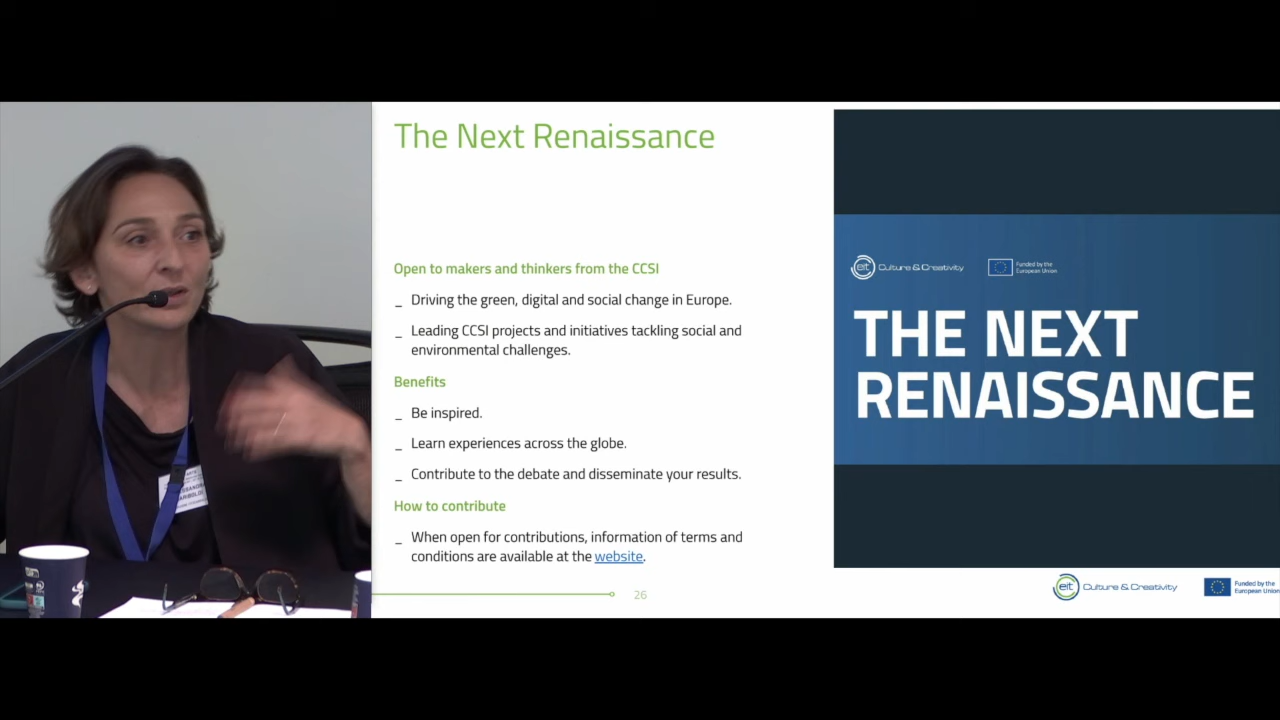 The Next Renaissance
Open to makers and thinkers from the CCSI
_ Driving the green, digital and social change in Europe.
_ Leading CCSI projects and initiatives tackling social and
environmental challenges.
Benefits
_ Be inspired.
_ Learn experiences across the globe.
_ Contribute to the debate and disseminate your results.
How to contribute
_ When open for contributions, information of terms and
conditions are available at the website.
26
eit Culture & Creativity
Funded by the
European Union
THE NEXT
RENAISSANCE
eit Culture & Creativity
Funded by the
European Union